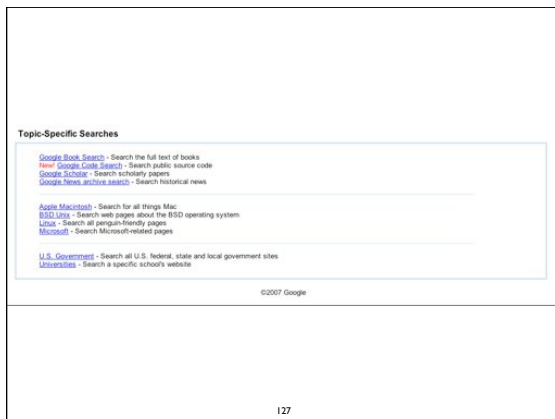 Topic-Specific Searches
Google Book Search - Search the full text of books
New! Google Code Search - Search public source code
Google Scholar - Search scholarly papers
Google News archive search - Search historical news
Apple Macintosh - Search for all things Mac
BSD Unix - Search web pages about the BSD operating system
Linux - Search all penguin-friendly pages
Microsoft - Search Microsoft-related pages
U.S. Government - Search all U.S. federal, state and local government sites
Universities - Search a specific school's website
©2007 Google
127